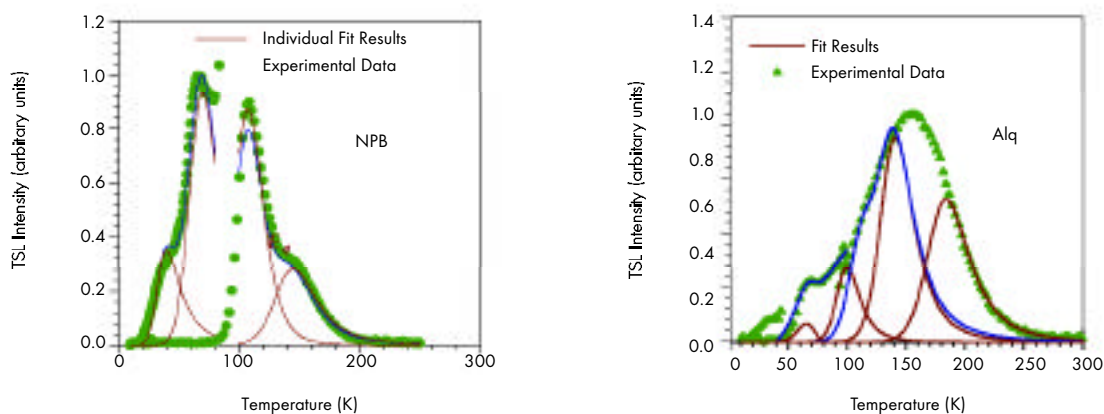 1.2
1.0
0.8
0.6
0.4
0.2
0.0
TSL Intensity (arbitary units)
Individual Fit Results
Experimental Data
NPB
0 100 200 300
Temperature (K)
1.4
1.2
1.0
0.8
0.6
0.4
0.2
0.0
TSL Intensity (arbitary units)
Fit Results
Experimental Data
Alq
0 50 100 150 200 250 300
Temperature (K)